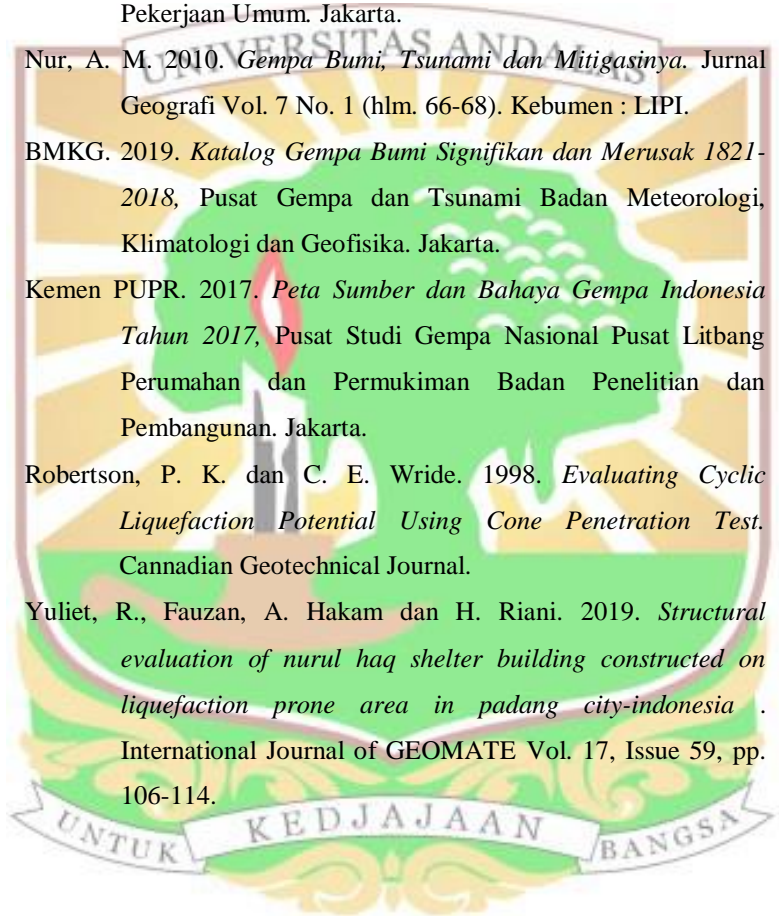 Pekerjaan Umum. Jakarta.
UNIVERSITAS ANDALAS
Nur, A. M. 2010. Gempa Bumi, Tsunami dan Mitigasinya. Jurnal
Geografi Vol. 7 No. 1 (hlm. 66-68). Kebumen : LIPI.
BMKG. 2019. Katalog Gempa Bumi Signifikan dan Merusak 1821-
2018, Pusat Gempa dan Tsunami Badan Meteorologi,
Klimatologi dan Geofisika. Jakarta.
Kemen PUPR. 2017. Peta Sumber dan Bahaya Gempa Indonesia
Tahun 2017, Pusat Studi Gempa Nasional Pusat Litbang
Perumahan dan Permukiman Badan Penelitian dan
Pembangunan. Jakarta.
Robertson, P. K. dan C. E. Wride. 1998. Evaluating Cyclic
Liquefaction Potential Using Cone Penetration Test.
Cannadian Geotechnical Journal.
Yuliet, R., Fauzan, A. Hakam dan H. Riani. 2019. Structural
evaluation of nurul haq shelter building constructed on
liquefaction prone area in padang city-indonesia .
International Journal of GEOMATE Vol. 17, Issue 59, pp.
106-114.
UNTUK KEDJAJAAN BANGSA